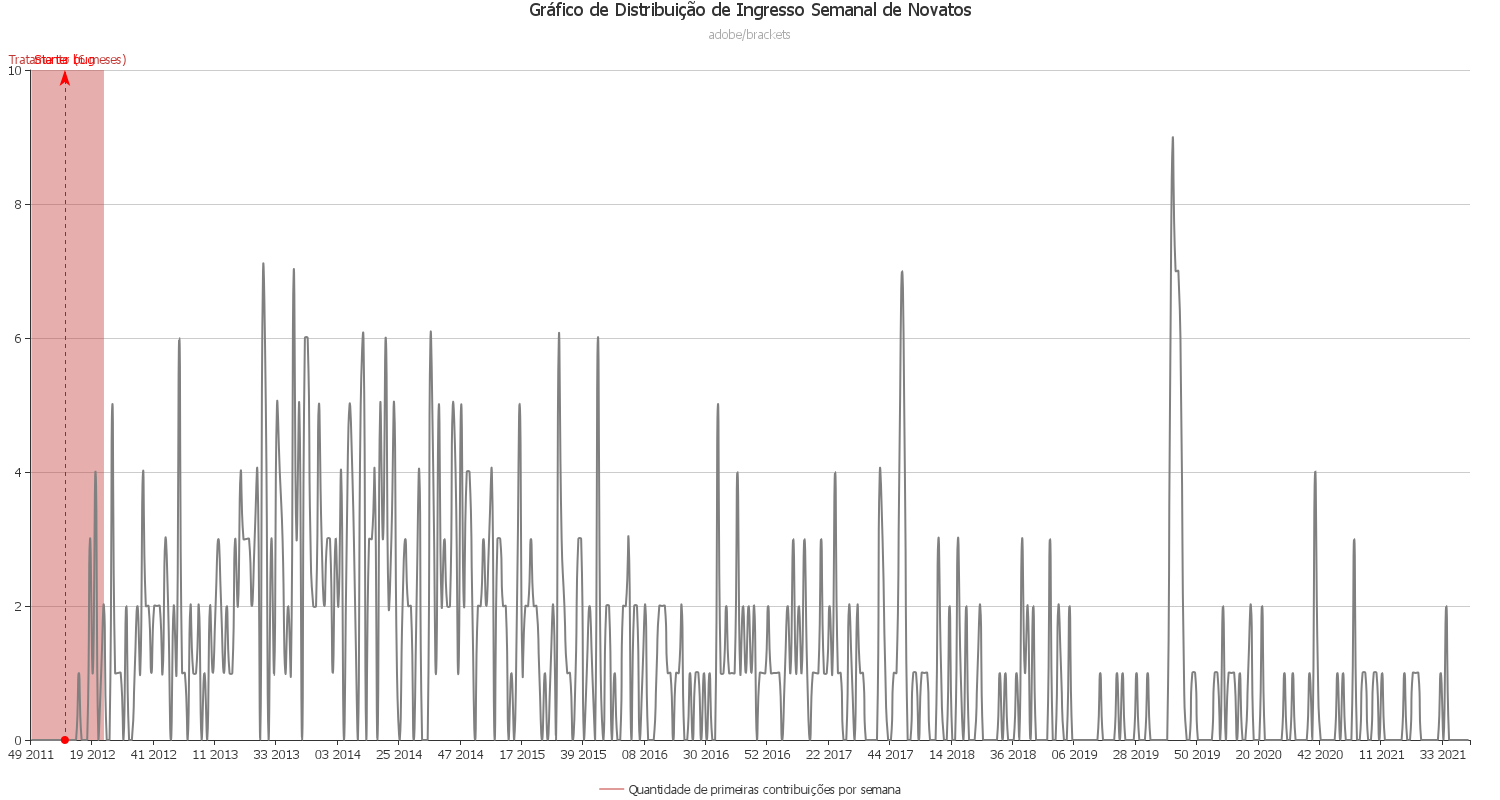 Gráfico de Distribuição de Ingresso Semanal de Novatos
adobe/brackets
Tratamento (6 meses)
10
8
6
4
2
0
49 2011 19 2012 41 2012 11 2013 33 2013 03 2014 25 2014 47 2014 17 2015 39 2015 08 2016 30 2016 52 2016 22 2017 44 2017 14 2018 36 2018 06 2019 28 2019 50 2019 20 2020 42 2020 11 2021 33 2021
Quantidade de primeiras contribuições por semana